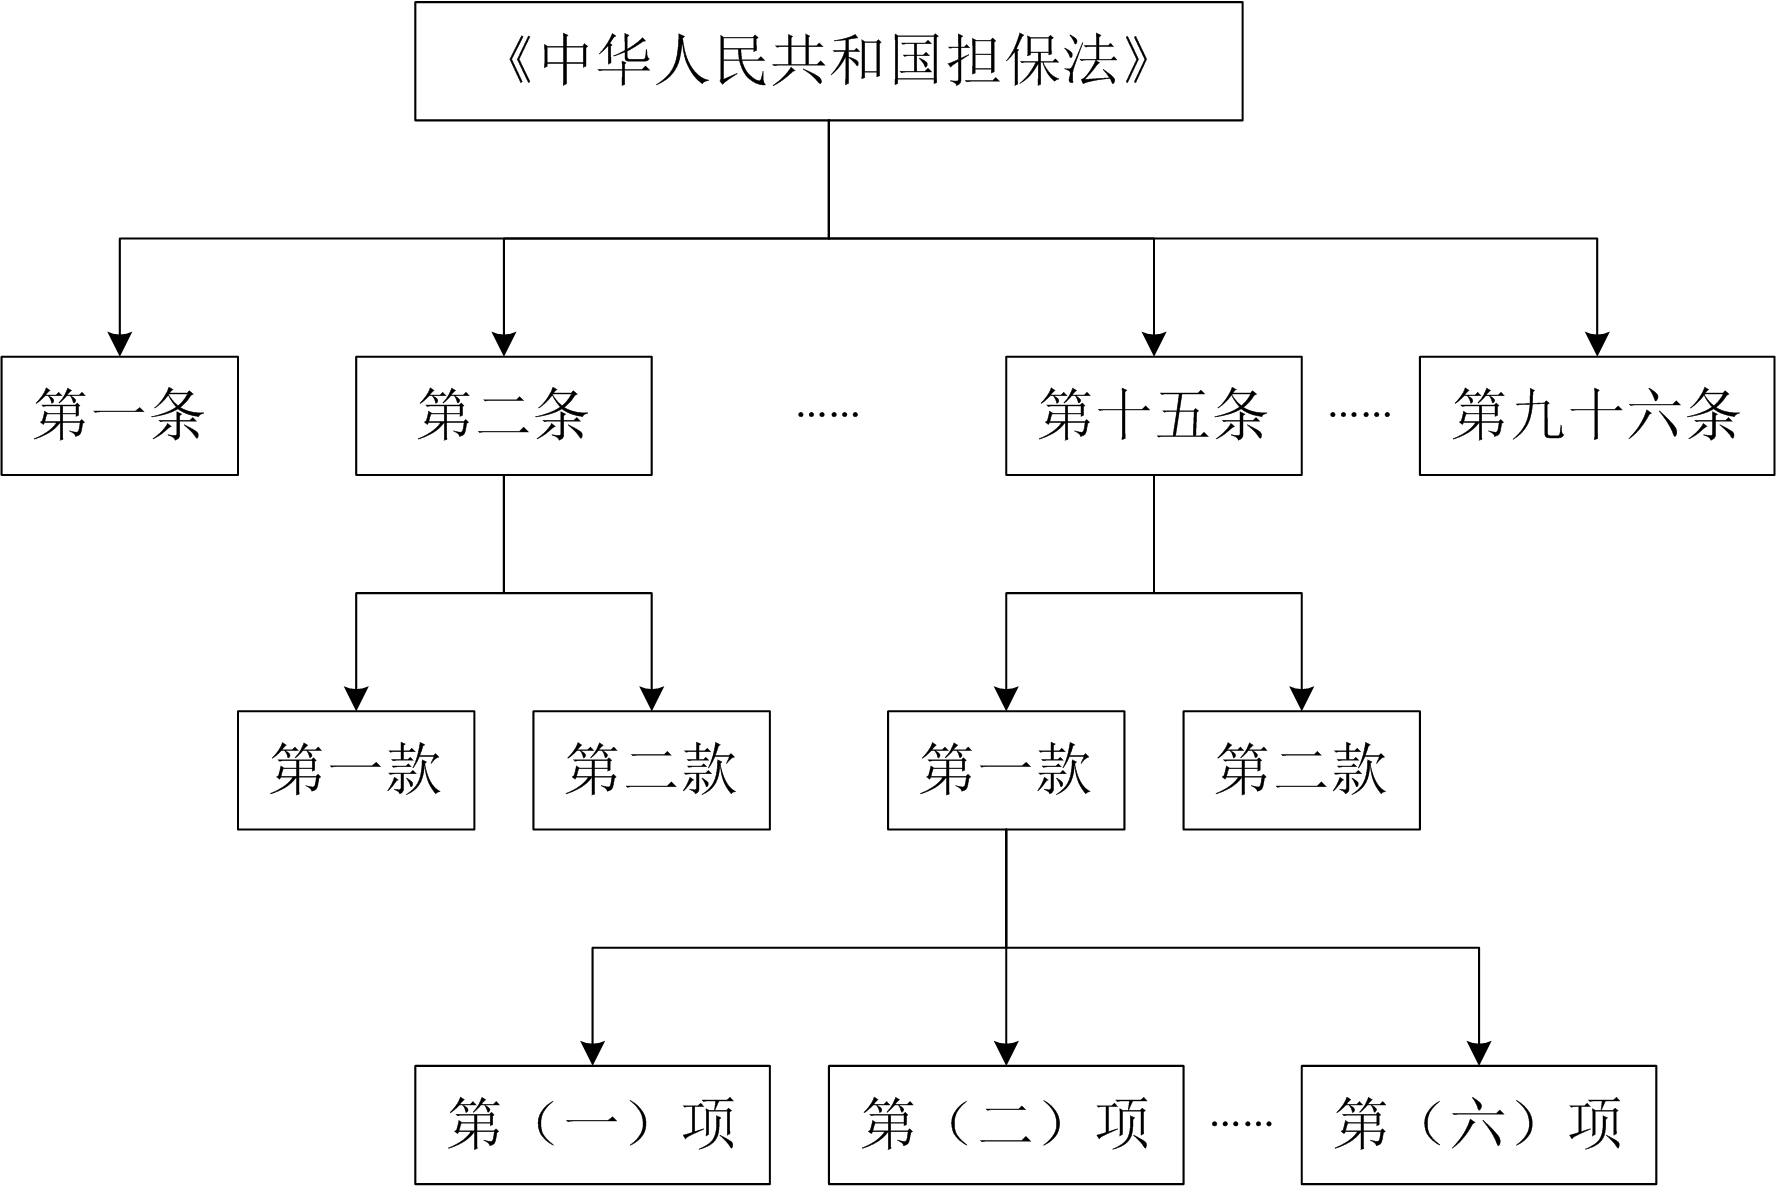 《中华人民共和国担保法》
第一条
第二条
……
第十五条
……
第九十六条
第一款
第二款
第一款
第二款
第（一）项
第（二）项
……
第（六）项